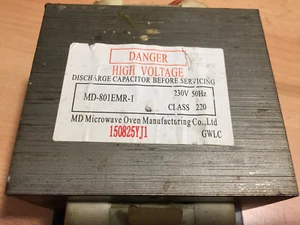 DANGER
HIGH VOLTAGE
DISCHARGE CAPACITOR BEFORE SERVICING
MD-801EMR-1 230V 50Hz
CLASS 220
MD Microwave Oven Manufacturing Co.,Ltd
150825YJ1 GWLC